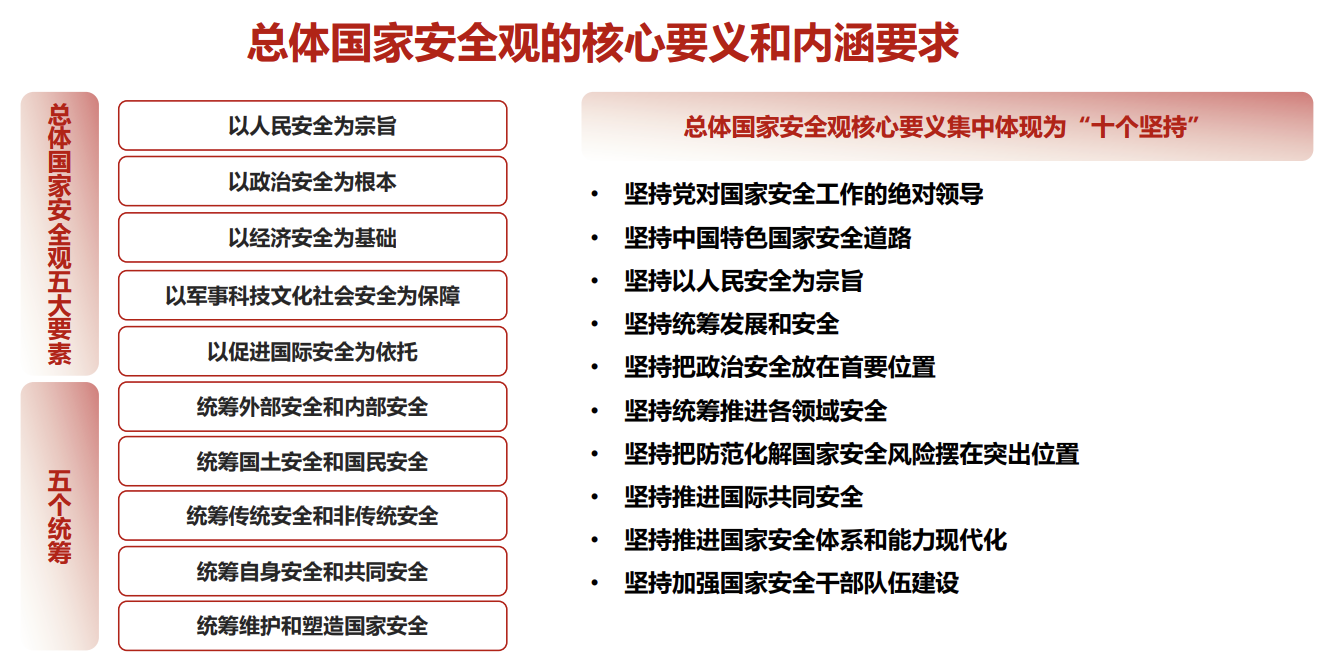 总体国家安全观的核心要义和内涵要求
总体国家安全观五大要素
以人民安全为宗旨
以政治安全为根本
以经济安全为基础
以军事科技文化社会安全为保障
以促进国际安全为依托
五个统筹
统筹外部安全和内部安全
统筹国土安全和国民安全
统筹传统安全和非传统安全
统筹自身安全和共同安全
统筹维护和塑造国家安全
总体国家安全观核心要义集中体现为“十个坚持”
• 坚持党对国家安全工作的绝对领导
• 坚持中国特色国家安全道路
• 坚持以人民安全为宗旨
• 坚持统筹发展和安全
• 坚持把政治安全放在首要位置
• 坚持统筹推进各领域安全
• 坚持把防范化解国家安全风险摆在突出位置
• 坚持推进国际共同安全
• 坚持推进国家安全体系和能力现代化
• 坚持加强国家安全干部队伍建设